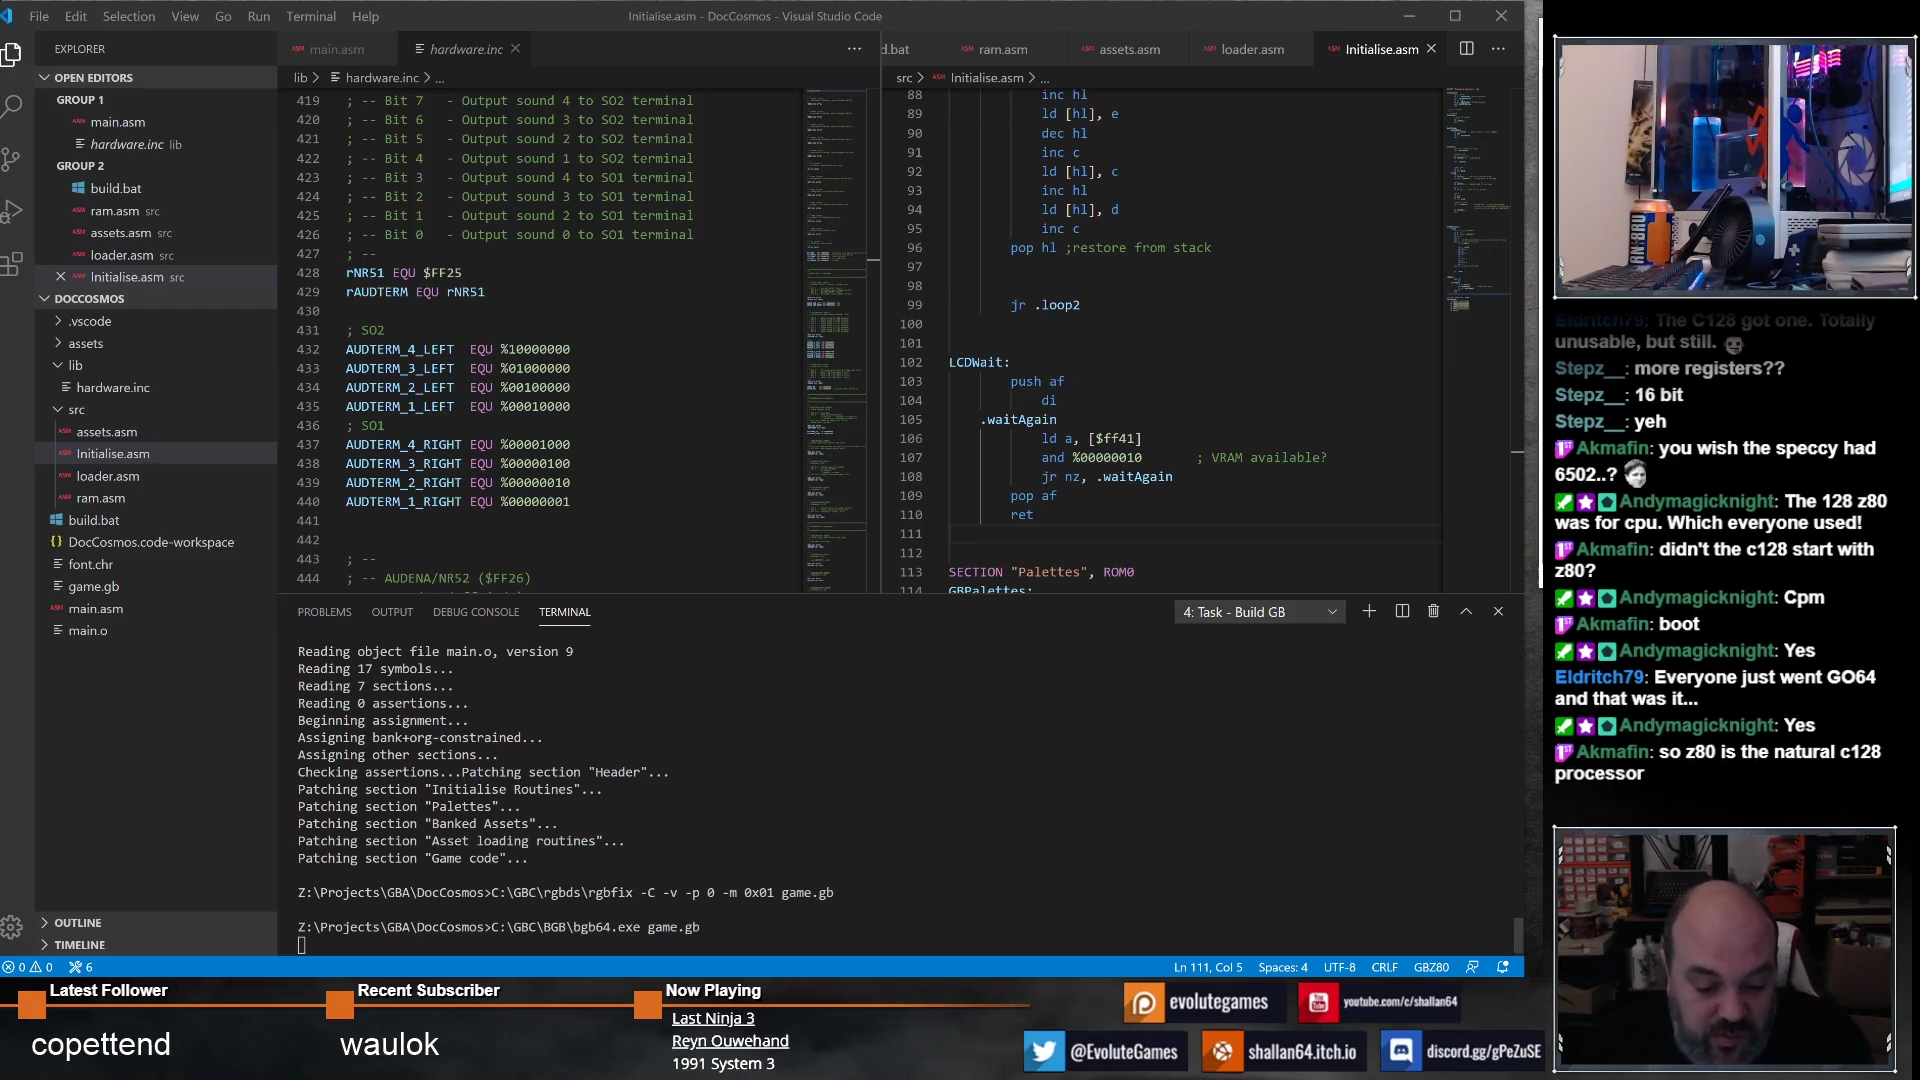 File Edit Selection View Go Run Terminal Help
Initialise.asm - DocCosmos - Visual Studio Code
EXPLORER
OPEN EDITORS
GROUP 1
main.asm
hardware.inc lib
GROUP 2
build.bat
ram.asm src
assets.asm src
loader.asm src
Initialise.asm src
DOCCOSMOS
.vscode
assets
lib
hardware.inc
src
assets.asm
Initialise.asm
loader.asm
ram.asm
build.bat
DocCosmos.code-workspace
font.chr
game.gb
main.asm
main.o
OUTLINE
TIMELINE
main.asm
hardware.inc
lib > hardware.inc > ...
419 ; -- Bit 7 - Output sound 4 to SO2 terminal
420 ; -- Bit 6 - Output sound 3 to SO2 terminal
421 ; -- Bit 5 - Output sound 2 to SO2 terminal
422 ; -- Bit 4 - Output sound 1 to SO2 terminal
423 ; -- Bit 3 - Output sound 4 to SO1 terminal
424 ; -- Bit 2 - Output sound 3 to SO1 terminal
425 ; -- Bit 1 - Output sound 2 to SO1 terminal
426 ; -- Bit 0 - Output sound 0 to SO1 terminal
427 ; --
428 rNR51 EQU $FF25
429 rAUDTERM EQU rNR51
430
431 ; SO2
432 AUDTERM_4_LEFT EQU %10000000
433 AUDTERM_3_LEFT EQU %01000000
434 AUDTERM_2_LEFT EQU %00100000
435 AUDTERM_1_LEFT EQU %00010000
436 ; SO1
437 AUDTERM_4_RIGHT EQU %00001000
438 AUDTERM_3_RIGHT EQU %00000100
439 AUDTERM_2_RIGHT EQU %00000010
440 AUDTERM_1_RIGHT EQU %00000001
441
442
443 ; --
444 ; -- AUDENA/NR52 ($FF26)
d.bat
ram.asm
assets.asm
loader.asm
Initialise.asm
src > Initialise.asm > ...
88 inc hl
89 ld [hl], e
90 dec hl
91 inc c
92 ld [hl], c
93 inc hl
94 ld [hl], d
95 inc c
96 pop hl ;restore from stack
97
98
99 jr .loop2
100
101
102 LCDWait:
103 push af
104 di
105 .waitAgain
106 ld a, [$ff41]
107 and %00000010 ; VRAM available?
108 jr nz, .waitAgain
109 pop af
110 ret
111
112
113 SECTION "Palettes", ROM0
114 GBPalettes:
PROBLEMS OUTPUT DEBUG CONSOLE TERMINAL
4: Task - Build GB
Reading object file main.o, version 9
Reading 17 symbols...
Reading 7 sections...
Reading 0 assertions...
Beginning assignment...
Assigning bank+org-constrained...
Assigning other sections...
Checking assertions...Patching section "Header"...
Patching section "Initialise Routines"...
Patching section "Palettes"...
Patching section "Banked Assets"...
Patching section "Asset loading routines"...
Patching section "Game code"...
Z:\Projects\GBA\DocCosmos>C:\GBC\rgbds\rgbfix -C -v -p 0 -m 0x01 game.gb
Z:\Projects\GBA\DocCosmos>C:\GBC\BGB\bgb64.exe game.gb
0 0 6
Ln 111, Col 5 Spaces: 4 UTF-8 CRLF GBZ80
Eldritch79: The C128 got one. Totally
unusable, but still.
Stepz__: more registers??
Stepz__: 16 bit
Stepz__: yeh
Akmafin: you wish the speccy had
6502..?
Andymagicknight: The 128 z80
was for cpu. Which everyone used!
Akmafin: didn't the c128 start with
z80?
Andymagicknight: Cpm
Akmafin: boot
Andymagicknight: Yes
Eldritch79: Everyone just went GO64
and that was it...
Andymagicknight: Yes
Akmafin: so z80 is the natural c128
processor
Latest Follower
copettend
Recent Subscriber
waulok
Now Playing
Last Ninja 3
Reyn Ouwehand
1991 System 3
evolutegames
youtube.com/c/shallan64
@EvoluteGames
shallan64.itch.io
discord.gg/gPeZuSE